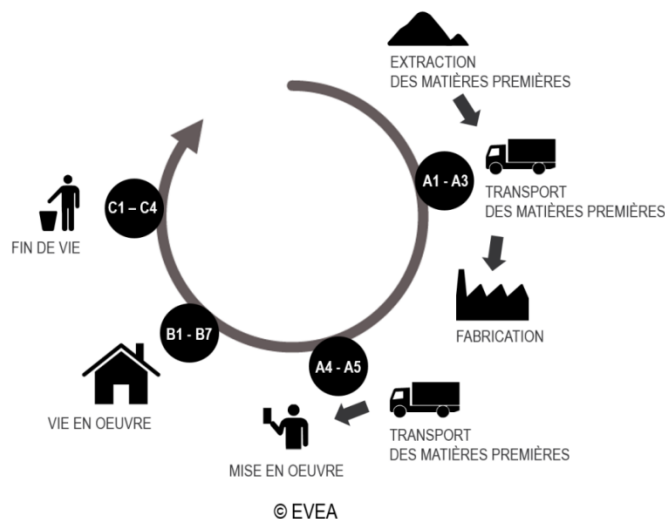 EXTRACTION
DES MATIÈRES PREMIÈRES
A1 - A3
TRANSPORT
DES MATIÈRES PREMIÈRES
FABRICATION
A4 - A5
TRANSPORT
DES MATIÈRES PREMIÈRES
MISE EN OEUVRE
B1 - B7
VIE EN OEUVRE
C1 – C4
FIN DE VIE
© EVEA